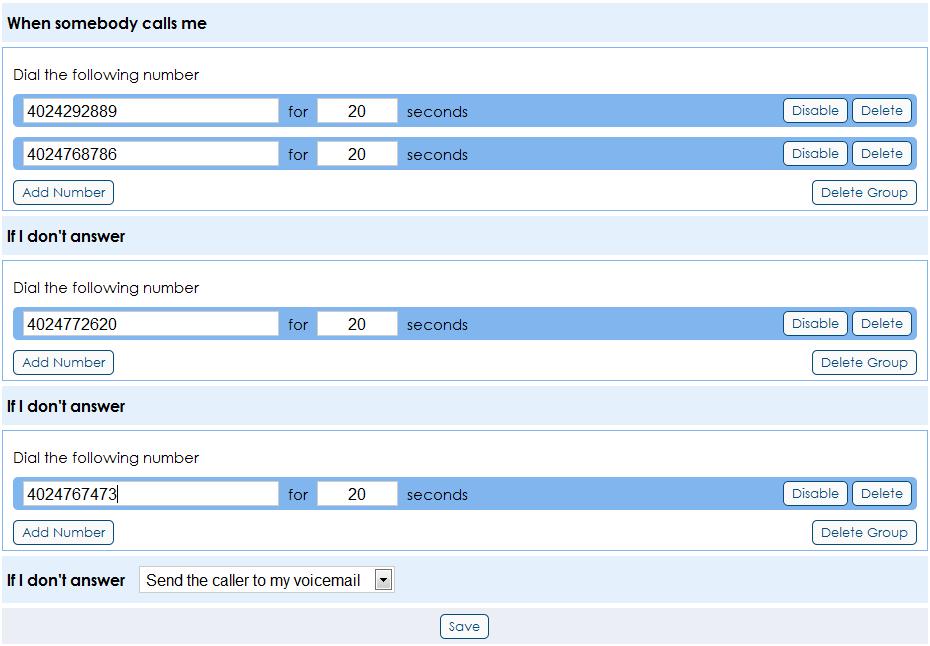 When somebody calls me
Dial the following number
4024292889 for 20 seconds Disable Delete
4024768786 for 20 seconds Disable Delete
Add Number Delete Group
If I don't answer
Dial the following number
4024772620 for 20 seconds Disable Delete
Add Number Delete Group
If I don't answer
Dial the following number
4024767473 for 20 seconds Disable Delete
Add Number Delete Group
If I don't answer Send the caller to my voicemail
Save